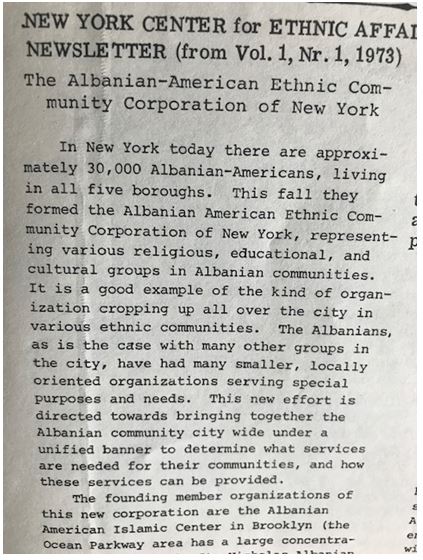 NEW YORK CENTER for ETHNIC AFFAI
NEWSLETTER (from Vol. 1, Nr. 1, 1973)
The Albanian-American Ethnic Com-
munity Corporation of New York
In New York today there are approxi-
mately 30,000 Albanian-Americans, living
in all five boroughs. This fall they
formed the Albanian American Ethnic Com-
munity Corporation of New York, represent-
ing various religious, educational, and
cultural groups in Albanian communities.
It is a good example of the kind of organ-
ization cropping up all over the city in
various ethnic communities. The Albanians,
as is the case with many other groups in
the city, have had many smaller, locally
oriented organizations serving special
purposes and needs. This new effort is
directed towards bringing together the
Albanian community city wide under a
unified banner to determine what services
are needed for their communities, and how
these services can be provided.
The founding member organizations of
this new corporation are the Albanian
American Islamic Center in Brooklyn (the
Ocean Parkway area has a large concentra-